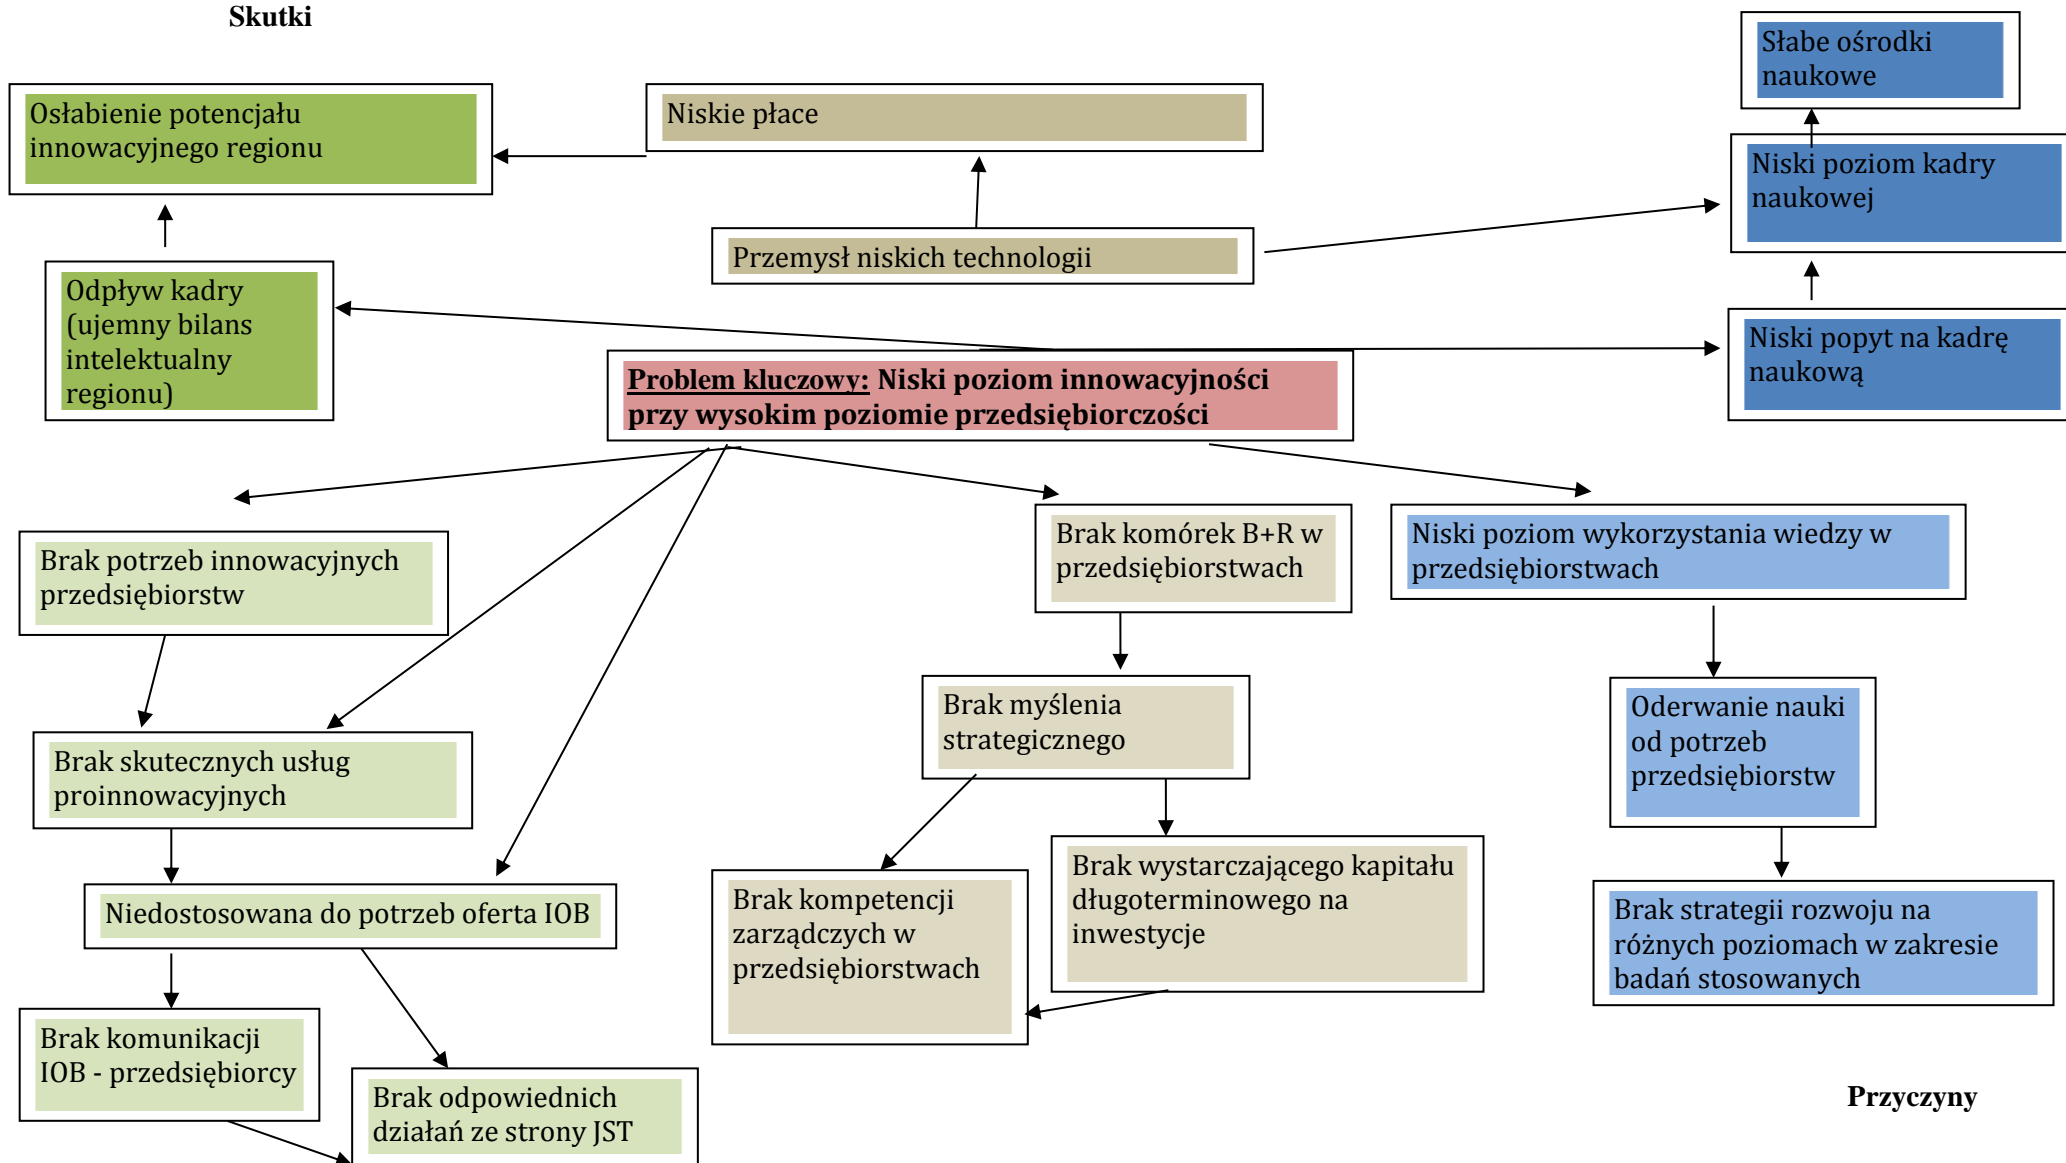 Skutki
Słabe ośrodki
naukowe
Osłabienie potencjału
innowacyjnego regionu
Niskie płace
Niski poziom kadry
naukowej
Przemysł niskich technologii
Odpływ kadry
(ujemny bilans
intelektualny
regionu)
Niski popyt na kadrę
naukową
Problem kluczowy: Niski poziom innowacyjności
przy wysokim poziomie przedsiębiorczości
Brak potrzeb innowacyjnych
przedsiębiorstw
Brak komórek B+R w
przedsiębiorstwach
Niski poziom wykorzystania wiedzy w
przedsiębiorstwach
Brak skutecznych usług
proinnowacyjnych
Brak myślenia
strategicznego
Oderwanie nauki
od potrzeb
przedsiębiorstw
Niedostosowana do potrzeb oferta IOB
Brak kompetencji
zarządczych w
przedsiębiorstwach
Brak wystarczającego kapitału
długoterminowego na
inwestycje
Brak strategii rozwoju na
różnych poziomach w zakresie
badań stosowanych
Brak komunikacji
IOB - przedsiębiorcy
Brak odpowiednich
działań ze strony JST
Przyczyny